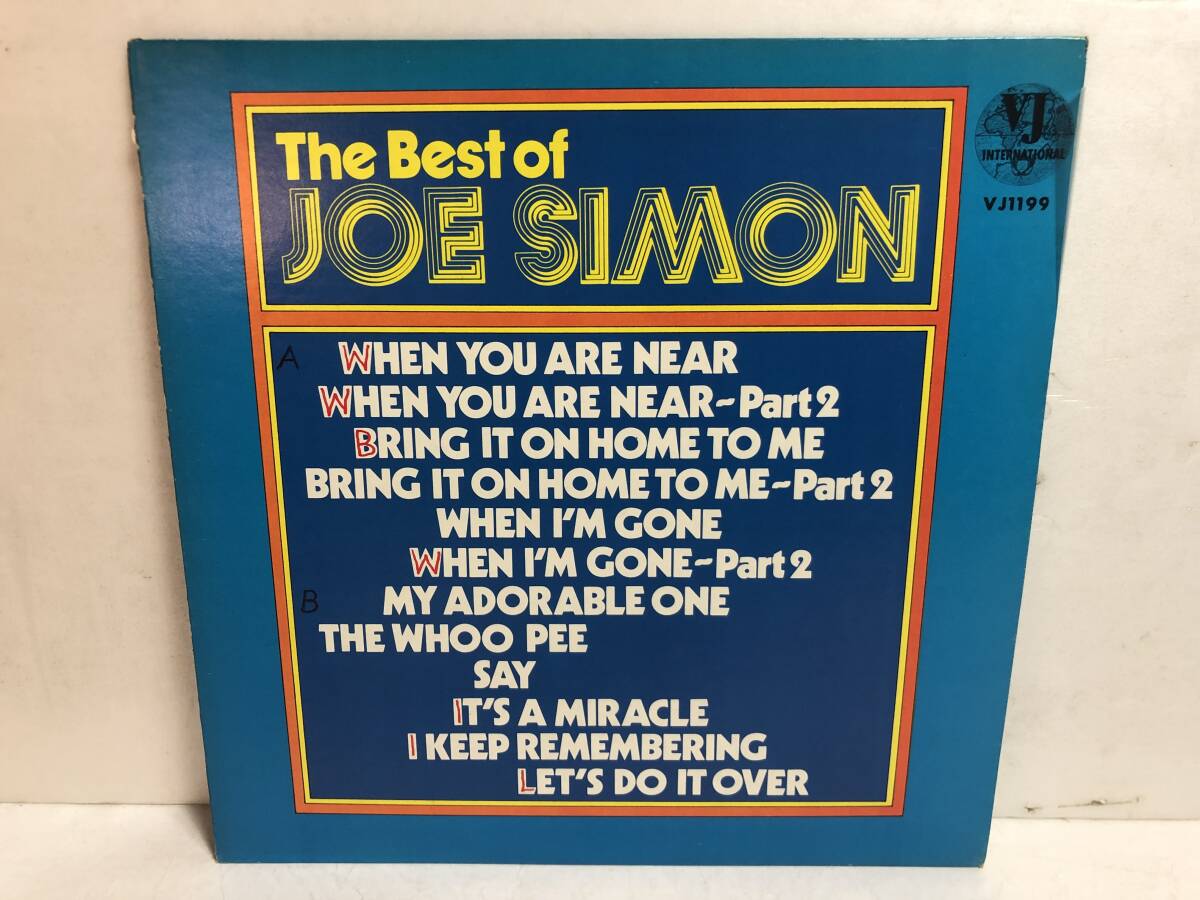 The Best of
JOE SIMON
VJ
INTERNATIONAL
VJ1199
A WHEN YOU ARE NEAR
WHEN YOU ARE NEAR~Part 2
BRING IT ON HOME TO ME
BRING IT ON HOME TO ME~Part 2
WHEN I'M GONE
WHEN I'M GONE~Part 2
B MY ADORABLE ONE
THE WHOO PEE
SAY
IT'S A MIRACLE
I KEEP REMEMBERING
LET'S DO IT OVER